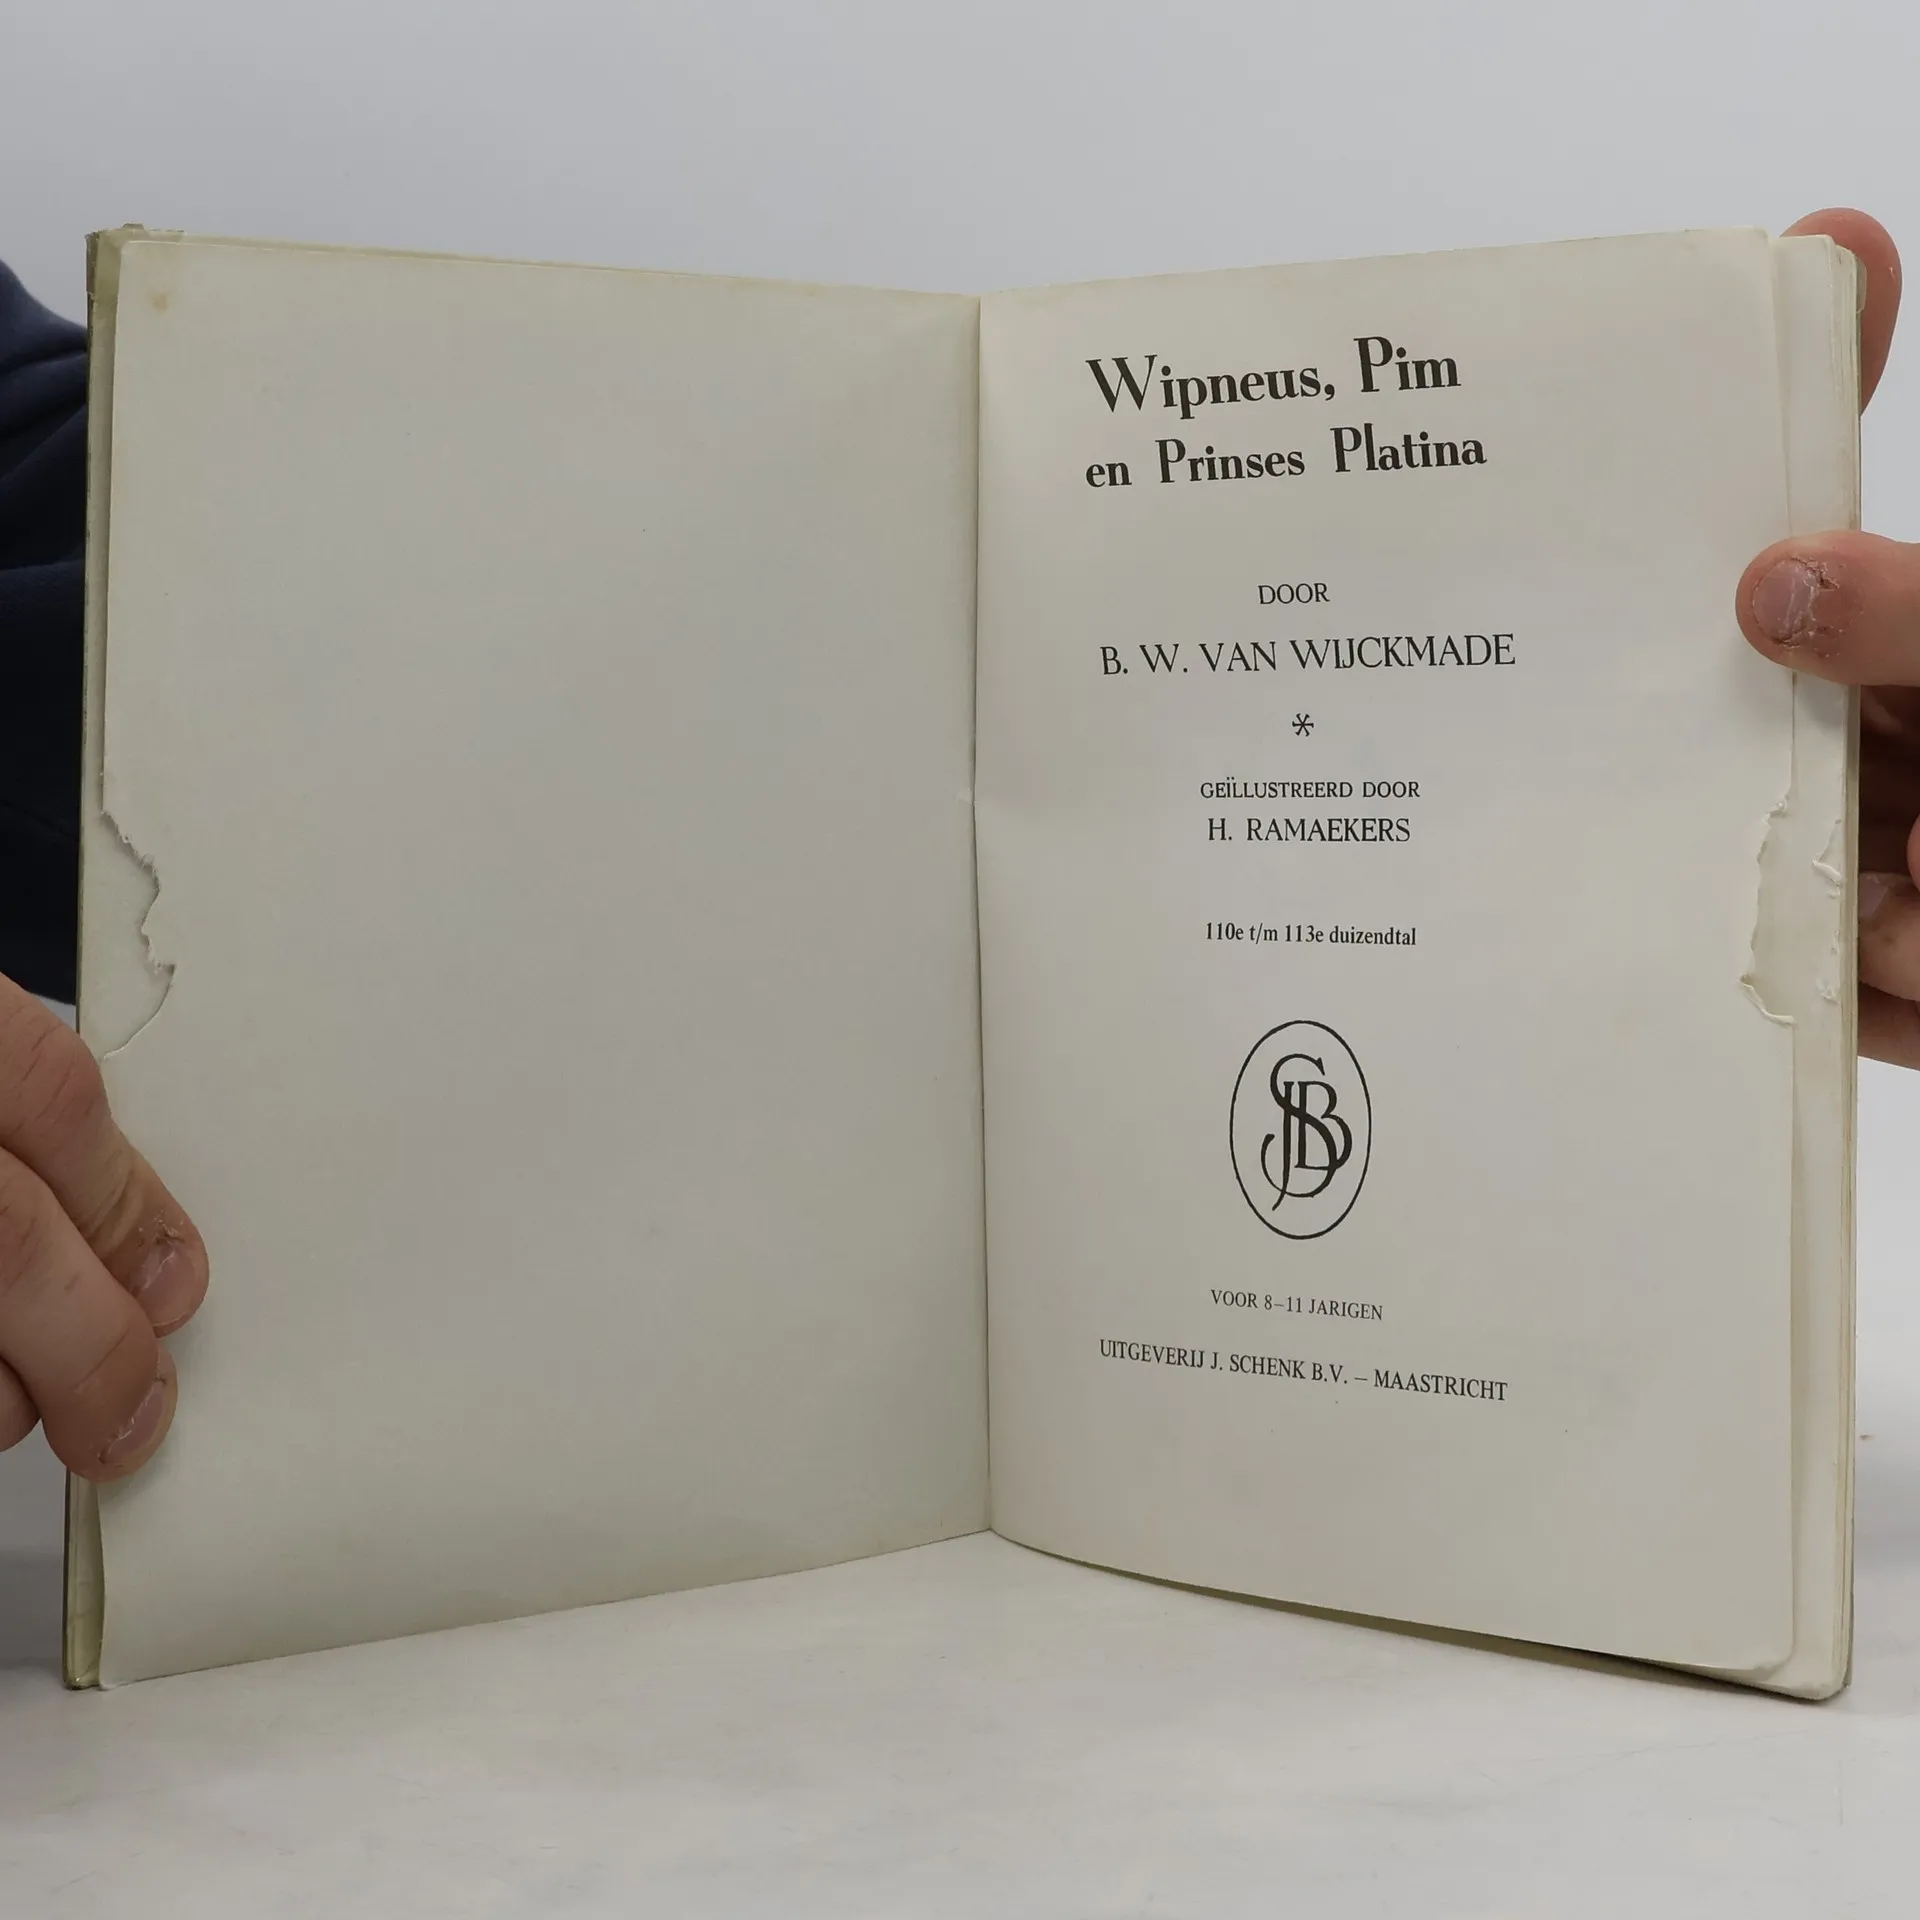 Wipneus, Pim
en Prinses Platina
DOOR
B. W. VAN WIJCKMADE
*
GEÏLLUSTREERD DOOR
H. RAMAEKERS
110e t/m 113e duizendtal
JSB
VOOR 8–11 JARIGEN
UITGEVERIJ J. SCHENK B.V. – MAASTRICHT